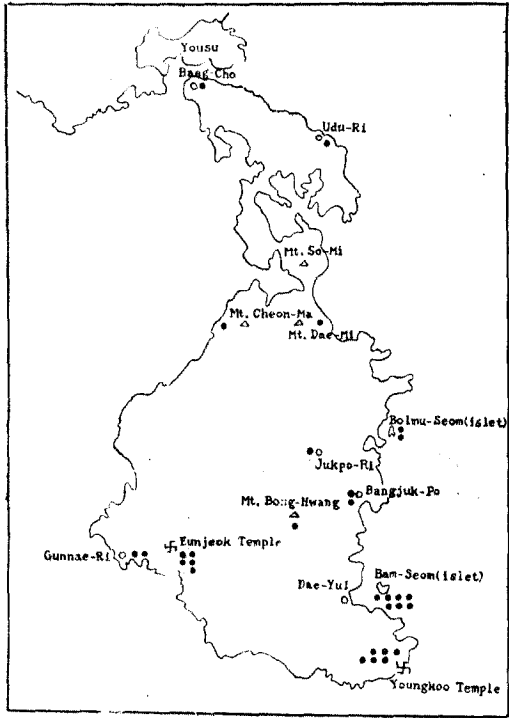 Yousu
Baeg-Cho
Udu-Ri
Mt. So-Mi
Mt. Cheon-Ma
Mt. Dae-Mi
Bolmu-Seom(islet)
Jukpo-Ri
Bangjuk-Po
Mt. Bong-Hwang
Eunjeok Temple
Gunnae-Ri
Bam-Seom(islet)
Dae-Yul
Youngkoo Temple